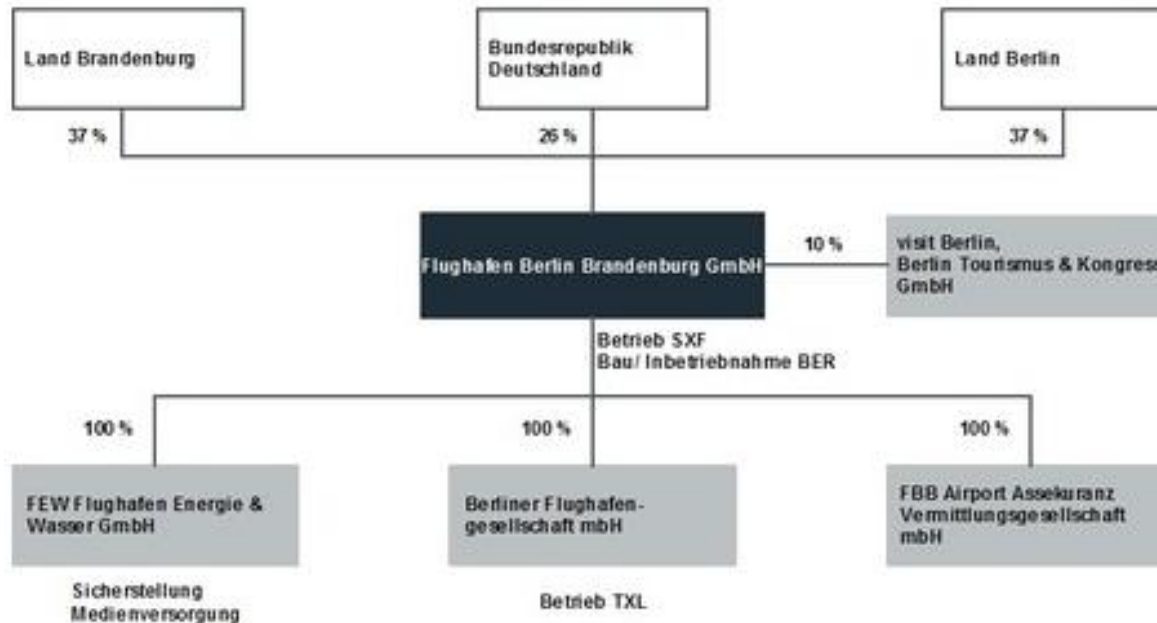 Land Brandenburg
Bundesrepublik
Deutschland
Land Berlin
37 %
26 %
37 %
Flughafen Berlin Brandenburg GmbH
10 %
visit Berlin,
Berlin Tourismus & Kongress
GmbH
Betrieb SXF
Bau/ Inbetriebnahme BER
100 %
100 %
100 %
FEW Flughafen Energie &
Wasser GmbH
Berliner Flughafen-
gesellschaft mbH
FBB Airport Assekuranz
Vermittlungsgesellschaft
mbH
Sicherstellung
Medienversorgung
Betrieb TXL